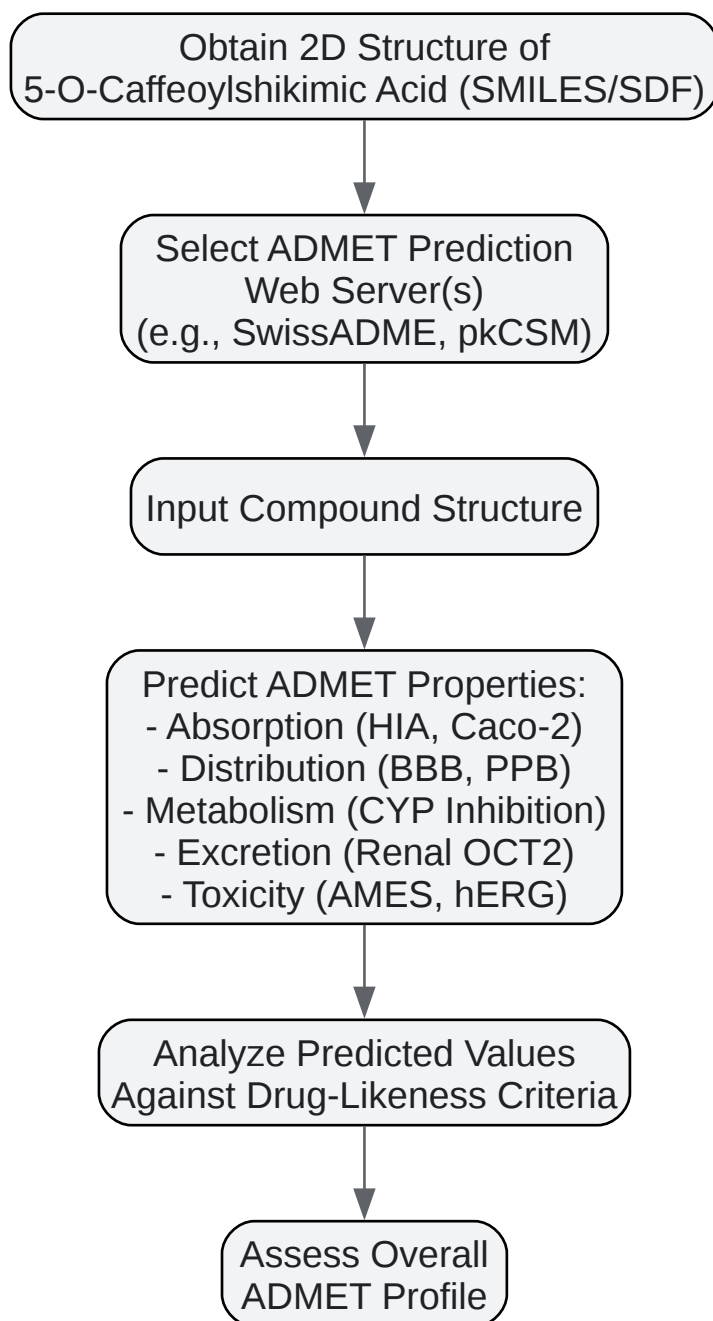 Obtain 2D Structure of
5-O-Caffeoylshikimic Acid (SMILES/SDF)
Select ADMET Prediction
Web Server(s)
(e.g., SwissADME, pkCSM)
Input Compound Structure
Predict ADMET Properties:
- Absorption (HIA, Caco-2)
- Distribution (BBB, PPB)
- Metabolism (CYP Inhibition)
- Excretion (Renal OCT2)
- Toxicity (AMES, hERG)
Analyze Predicted Values
Against Drug-Likeness Criteria
Assess Overall
ADMET Profile